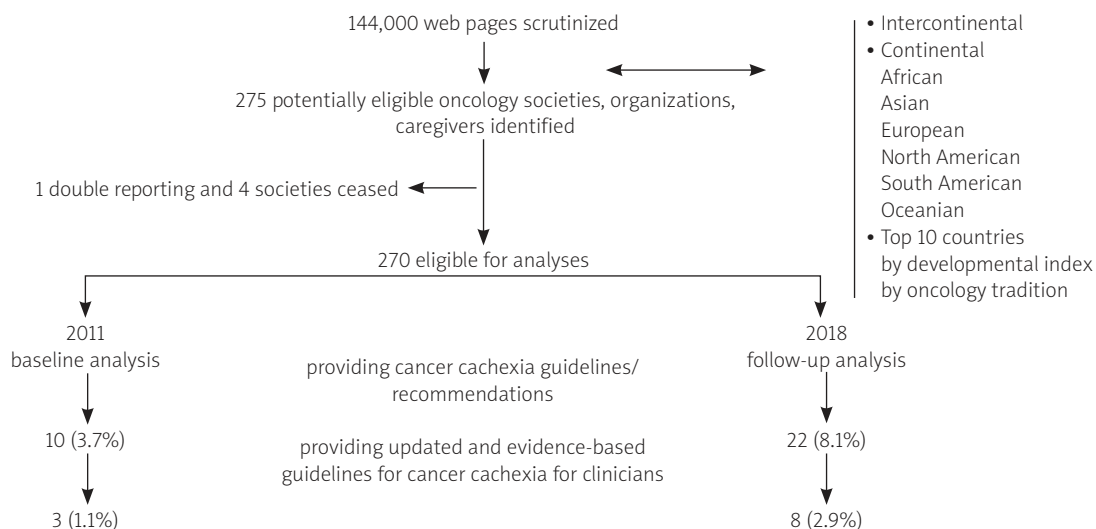 144,000 web pages scrutinized
275 potentially eligible oncology societies, organizations,
caregivers identified
• Intercontinental
• Continental
African
Asian
European
North American
South American
Oceanian
• Top 10 countries
by developmental index
by oncology tradition
1 double reporting and 4 societies ceased
270 eligible for analyses
2011
baseline analysis
2018
follow-up analysis
providing cancer cachexia guidelines/
recommendations
10 (3.7%)
22 (8.1%)
providing updated and evidence-based
guidelines for cancer cachexia for clinicians
3 (1.1%)
8 (2.9%)